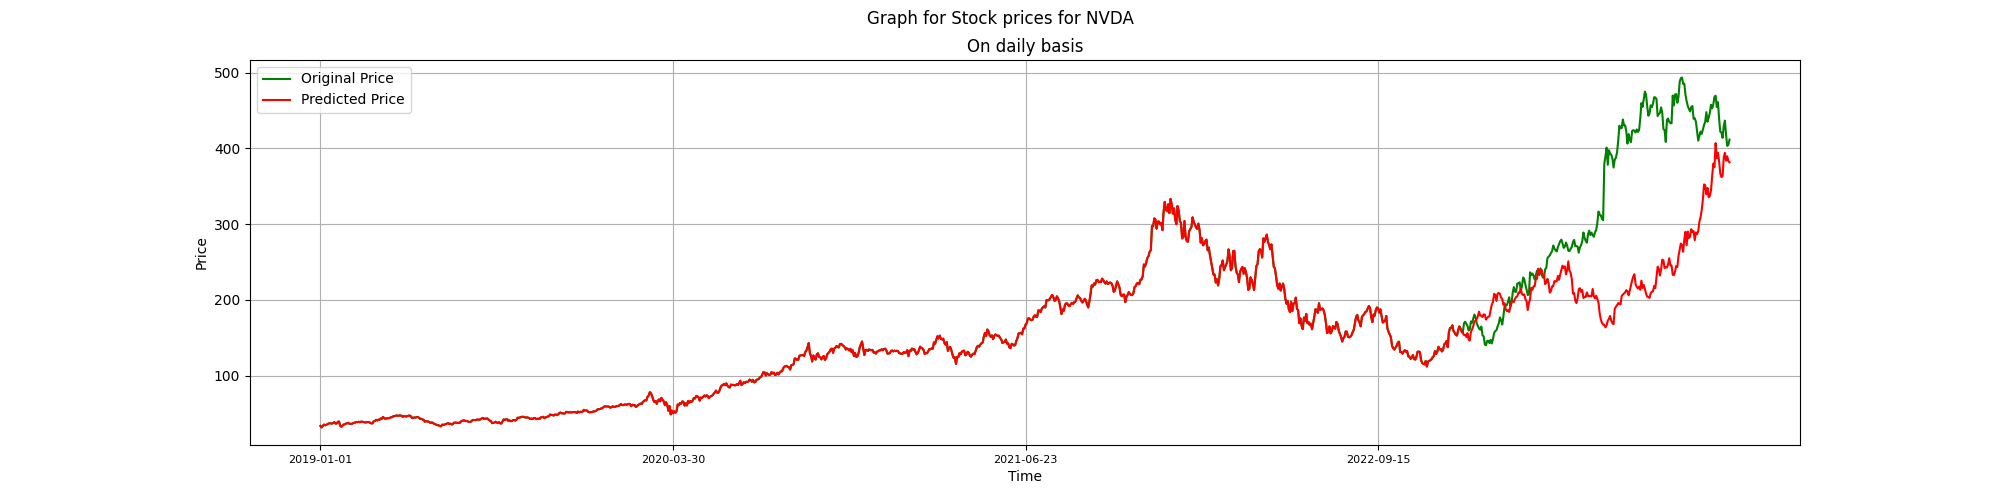 Graph for Stock prices for NVDA
On daily basis
Original Price
Predicted Price
500
400
300
200
100
Price
2019-01-01
2020-03-30
2021-06-23
2022-09-15
Time